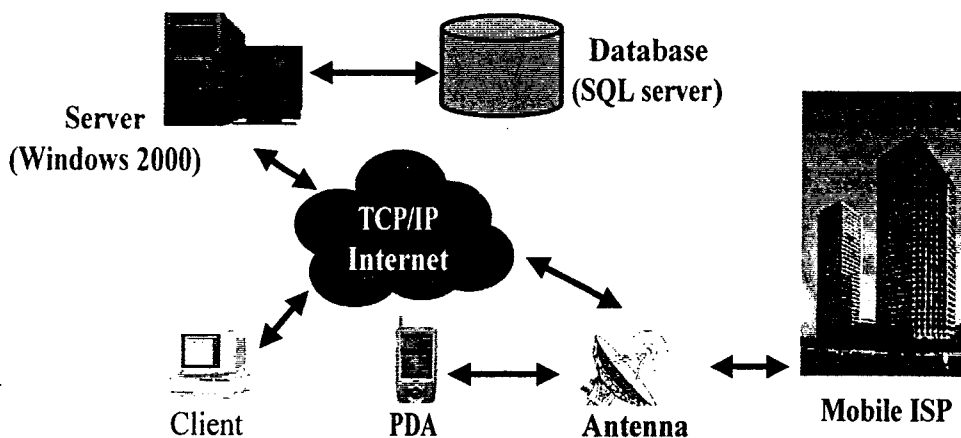 Database
(SQL server)
Server
(Windows 2000)
TCP/IP
Internet
Client
PDA
Antenna
Mobile ISP